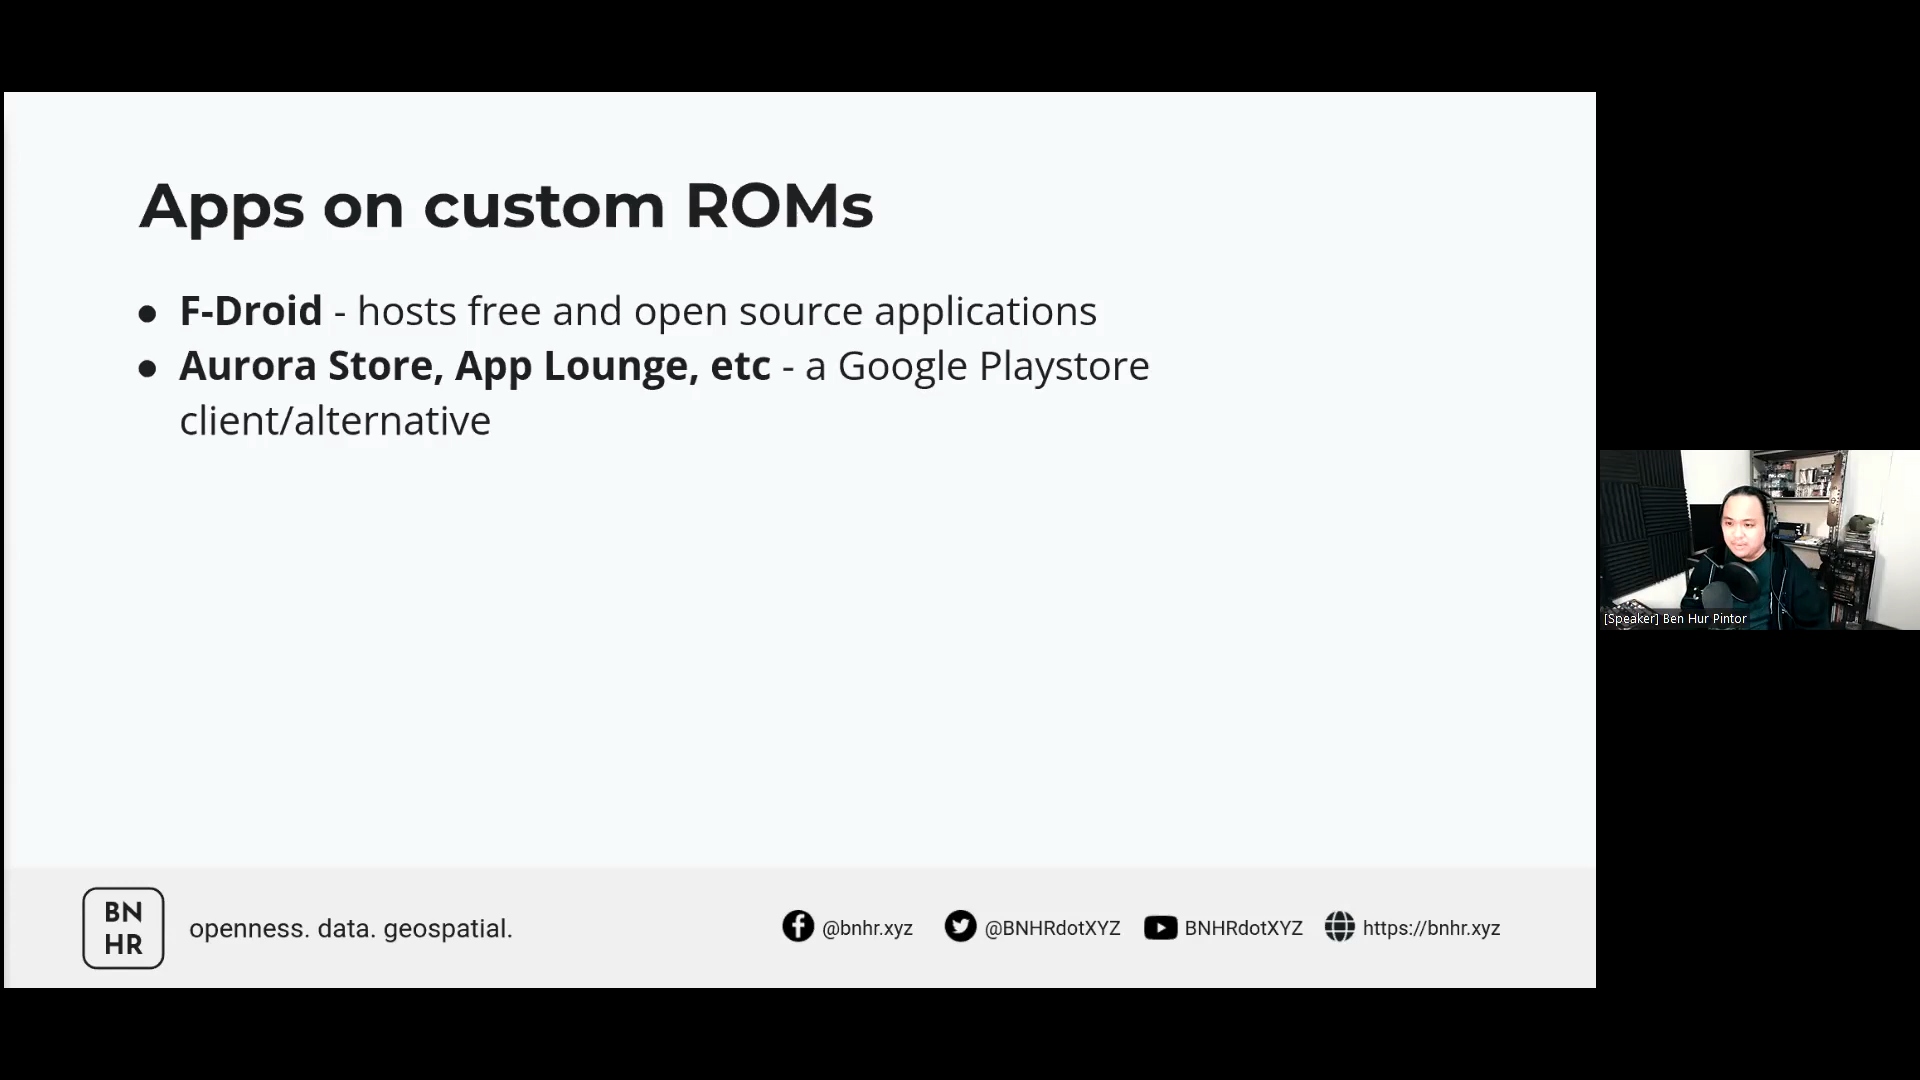 Apps on custom ROMs
● F-Droid - hosts free and open source applications
● Aurora Store, App Lounge, etc - a Google Playstore
client/alternative
[Speaker] Ben Hur Pintor
BN
HR
openness. data. geospatial.
@bnhr.xyz
@BNHRdotXYZ
BNHRdotXYZ
https://bnhr.xyz